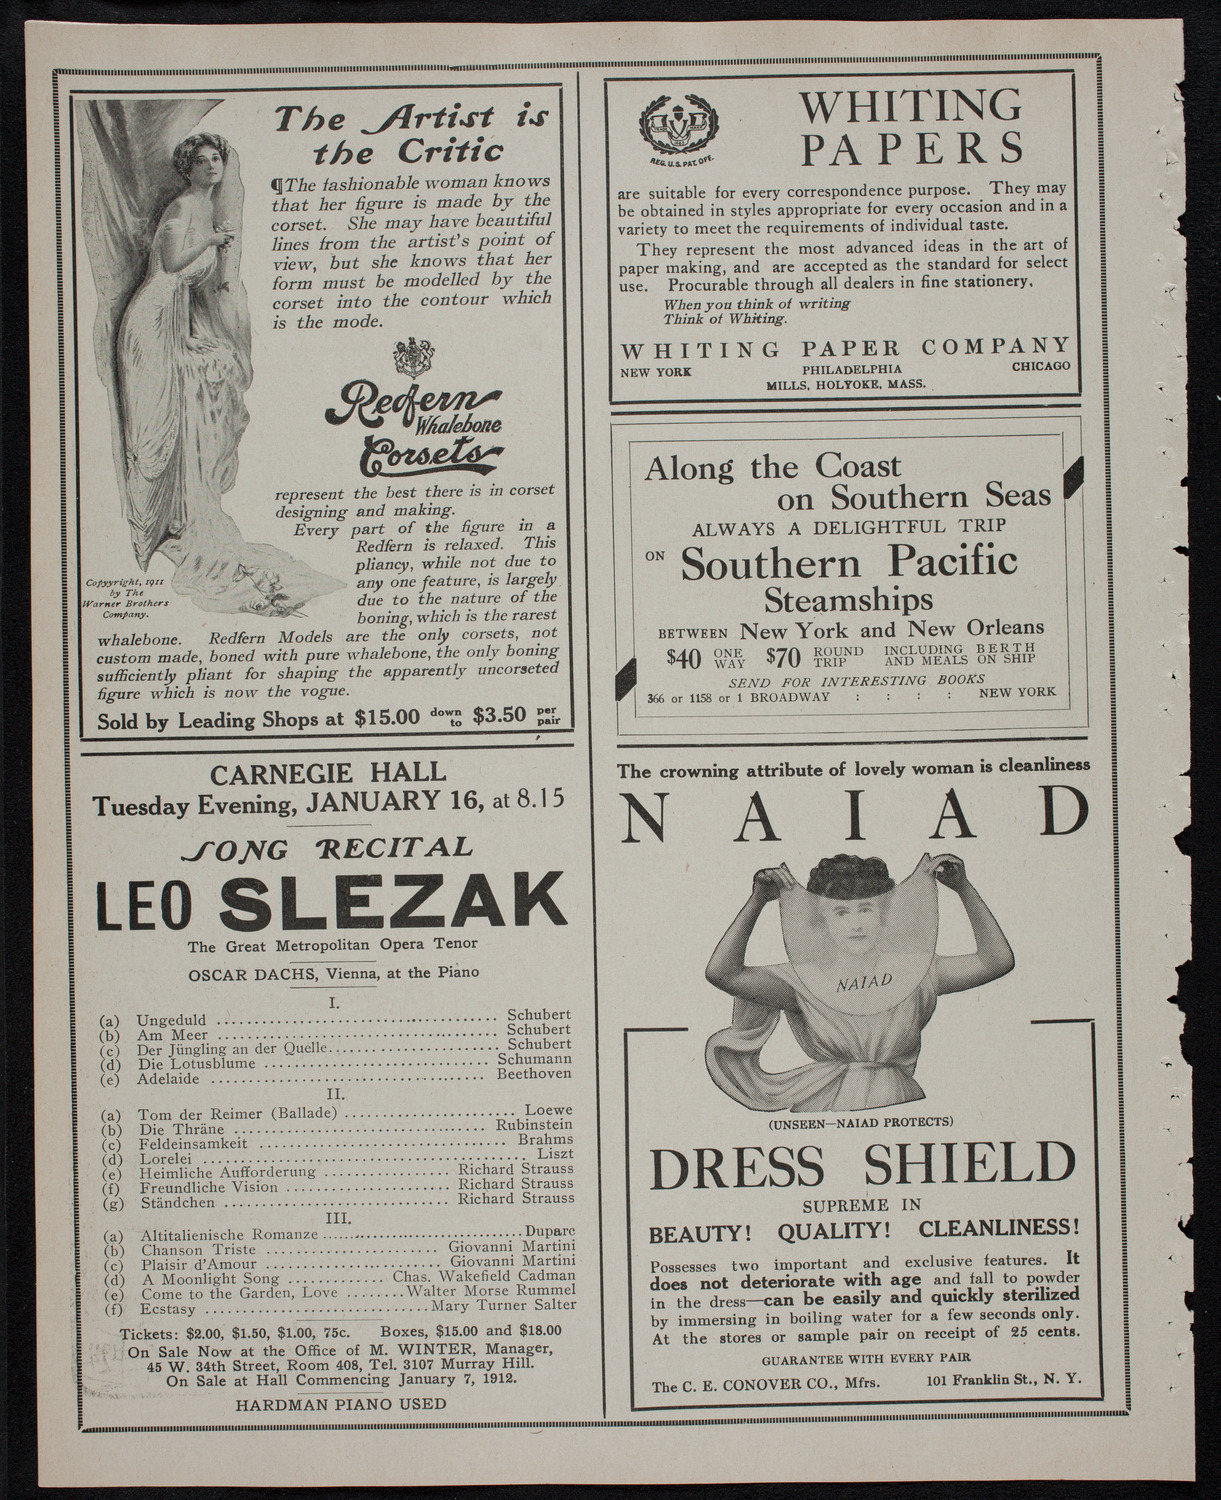 The Artist is
the Critic
¶The fashionable woman knows
that her figure is made by the
corset. She may have beautiful
lines from the artist's point of
view, but she knows that her
form must be modelled by the
corset into the contour which
is the mode.
Redfern
Whalebone
Corsets
represent the best there is in corset
designing and making.
Every part of the figure in a
Redfern is relaxed. This
pliancy, while not due to
any one feature, is largely
due to the nature of the
boning, which is the rarest
Copyright, 1911
by The
Warner Brothers
Company.
whalebone. Redfern Models are the only corsets, not
custom made, boned with pure whalebone, the only boning
sufficiently pliant for shaping the apparently uncorseted
figure which is now the vogue.
Sold by Leading Shops at $15.00 down to $3.50 per pair
CARNEGIE HALL
Tuesday Evening, JANUARY 16, at 8.15
SONG RECITAL
LEO SLEZAK
The Great Metropolitan Opera Tenor
OSCAR DACHS, Vienna, at the Piano
I.
(a) Ungeduld ........ Schubert
(b) Am Meer ........ Schubert
(c) Der Jüngling an der Quelle........ Schubert
(d) Die Lotusblume ........ Schumann
(e) Adelaide ........ Beethoven
II.
(a) Tom der Reimer (Ballade) ........ Loewe
(b) Die Thräne ........ Rubinstein
(c) Feldeinsamkeit ........ Brahms
(d) Lorelei ........ Liszt
(e) Heimliche Aufforderung ........ Richard Strauss
(f) Freundliche Vision ........ Richard Strauss
(g) Ständchen ........ Richard Strauss
III.
(a) Altitalienische Romanze ........ Duparc
(b) Chanson Triste ........ Giovanni Martini
(c) Plaisir d'Amour ........ Giovanni Martini
(d) A Moonlight Song ........ Chas. Wakefield Cadman
(e) Come to the Garden, Love ........ Walter Morse Rummel
(f) Ecstasy ........ Mary Turner Salter
Tickets: $2.00, $1.50, $1.00, 75c. Boxes, $15.00 and $18.00
On Sale Now at the Office of M. WINTER, Manager,
45 W. 34th Street, Room 408, Tel. 3107 Murray Hill.
On Sale at Hall Commencing January 7, 1912.
HARDMAN PIANO USED
REG. U.S. PAT. OFF.
WHITING
PAPERS
are suitable for every correspondence purpose. They may
be obtained in styles appropriate for every occasion and in a
variety to meet the requirements of individual taste.
They represent the most advanced ideas in the art of
paper making, and are accepted as the standard for select
use. Procurable through all dealers in fine stationery.
When you think of writing
Think of Whiting.
WHITING PAPER COMPANY
NEW YORK PHILADELPHIA CHICAGO
MILLS, HOLYOKE, MASS.
Along the Coast
on Southern Seas
ALWAYS A DELIGHTFUL TRIP
ON Southern Pacific
Steamships
BETWEEN New York and New Orleans
$40 ONE WAY $70 ROUND TRIP INCLUDING BERTH AND MEALS ON SHIP
SEND FOR INTERESTING BOOKS
366 or 1158 or 1 BROADWAY : : : : NEW YORK
The crowning attribute of lovely woman is cleanliness
NAIAD
NAIAD
(UNSEEN—NAIAD PROTECTS)
DRESS SHIELD
SUPREME IN
BEAUTY! QUALITY! CLEANLINESS!
Possesses two important and exclusive features. It
does not deteriorate with age and fall to powder
in the dress—can be easily and quickly sterilized
by immersing in boiling water for a few seconds only.
At the stores or sample pair on receipt of 25 cents.
GUARANTEE WITH EVERY PAIR
The C. E. CONOVER CO., Mfrs. 101 Franklin St., N. Y.